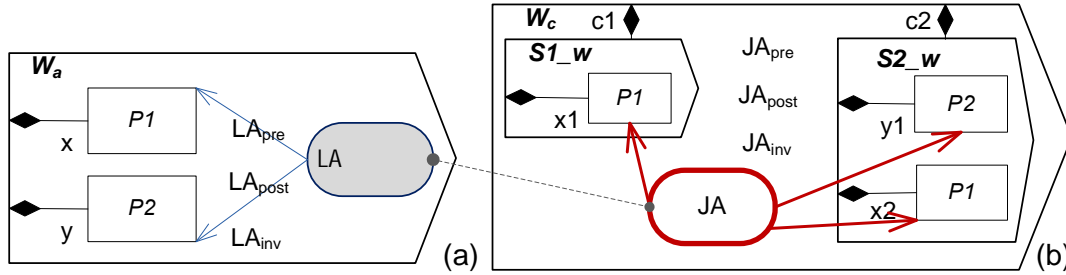 W_a
P1
x
P2
y
LA_pre
LA_post
LA_inv
LA
(a)
W_c
c1
c2
S1_w
P1
x1
JA_pre
JA_post
JA_inv
S2_w
P2
y1
P1
x2
JA
(b)